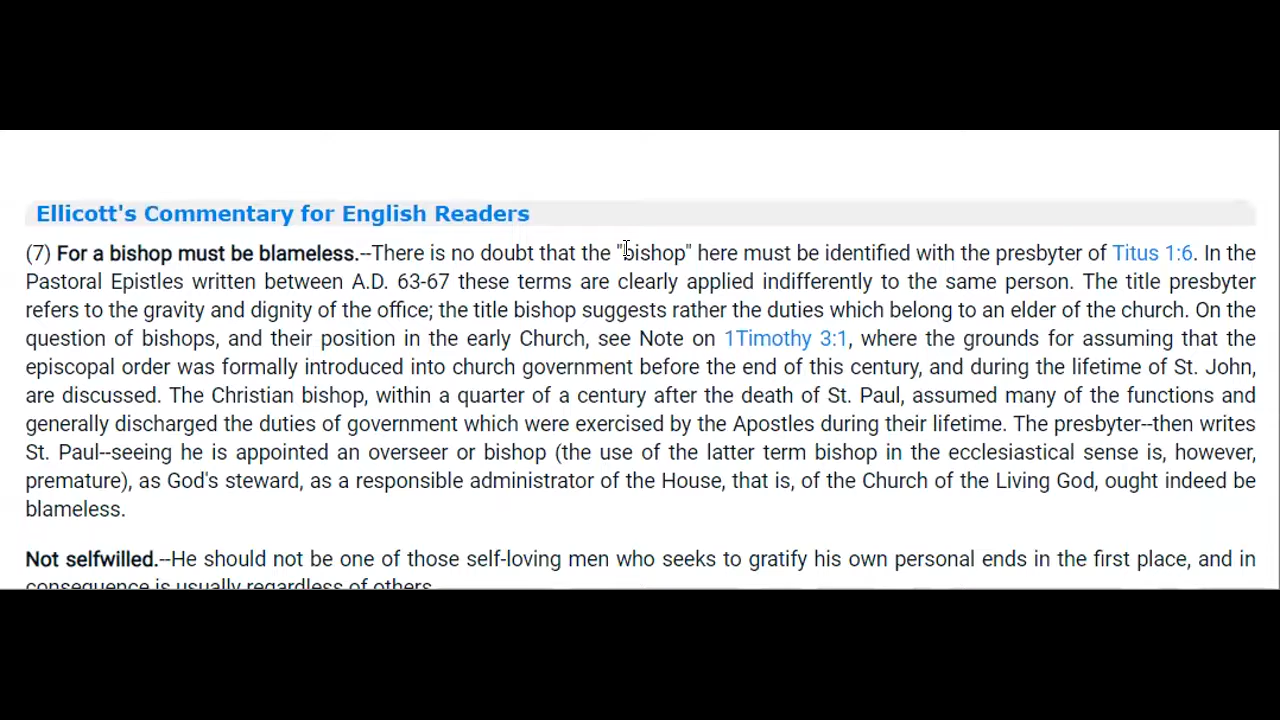 Ellicott's Commentary for English Readers
(7) For a bishop must be blameless.--There is no doubt that the "bishop" here must be identified with the presbyter of Titus 1:6. In the
Pastoral Epistles written between A.D. 63-67 these terms are clearly applied indifferently to the same person. The title presbyter
refers to the gravity and dignity of the office; the title bishop suggests rather the duties which belong to an elder of the church. On the
question of bishops, and their position in the early Church, see Note on 1Timothy 3:1, where the grounds for assuming that the
episcopal order was formally introduced into church government before the end of this century, and during the lifetime of St. John,
are discussed. The Christian bishop, within a quarter of a century after the death of St. Paul, assumed many of the functions and
generally discharged the duties of government which were exercised by the Apostles during their lifetime. The presbyter--then writes
St. Paul--seeing he is appointed an overseer or bishop (the use of the latter term bishop in the ecclesiastical sense is, however,
premature), as God's steward, as a responsible administrator of the House, that is, of the Church of the Living God, ought indeed be
blameless.
Not selfwilled.--He should not be one of those self-loving men who seeks to gratify his own personal ends in the first place, and in
consequence is usually regardless of others.